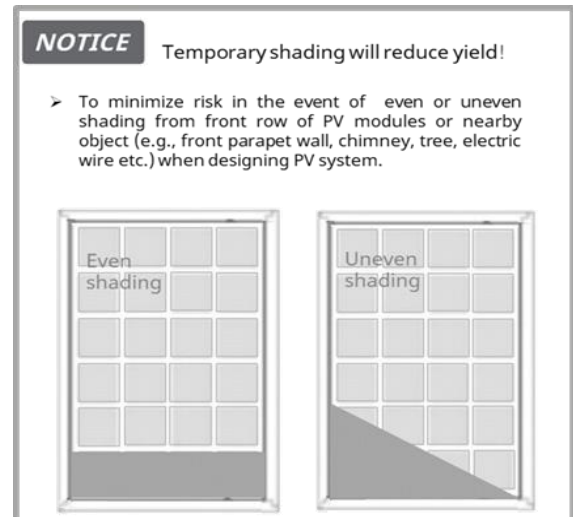 NOTICE Temporary shading will reduce yield!
➢ To minimize risk in the event of even or uneven
shading from front row of PV modules or nearby
object (e.g., front parapet wall, chimney, tree, electric
wire etc.) when designing PV system.
Even
shading
Uneven
shading